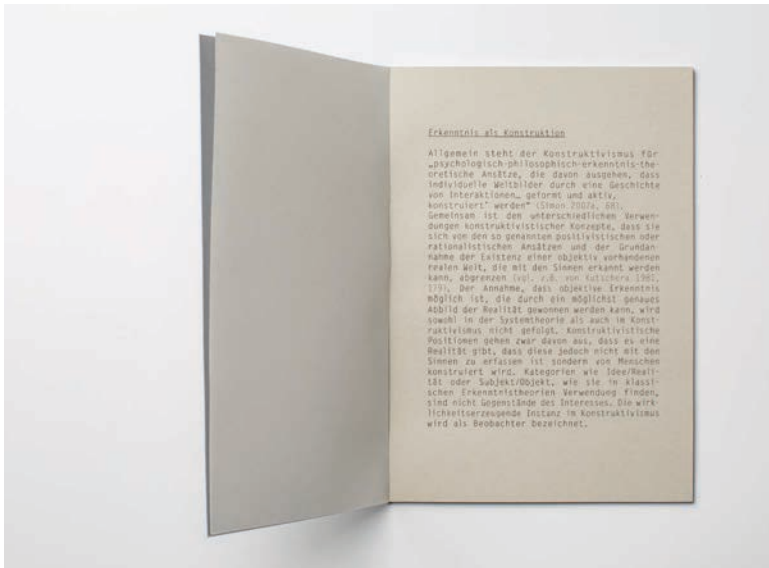 Erkenntnis als Konstruktion
Allgemein steht der Konstruktivismus für
„psychologisch-philosophisch-erkenntnis-the-
oretische Ansätze, die davon ausgehen, dass
individuelle Weltbilder durch eine Geschichte
von Interaktionen… geformt und aktiv,
konstruiert" werden“ (Simon 2002a, 68).
Gemeinsam ist den unterschiedlichen Verwen-
dungen konstruktivistischer Konzepte, dass sie
sich von den so genannten positivistischen oder
rationalistischen Ansätzen und der Grundan-
nahme der Existenz einer objektiv vorhandenen
realen Welt, die mit den Sinnen erkannt werden
kann, abgrenzen (vgl. z.B. von Kutschera 1981,
179). Der Annahme, dass objektive Erkenntnis
möglich ist, die durch ein möglichst genaues
Abbild der Realität gewonnen werden kann, wird
sowohl in der Systemtheorie als auch im Konst-
ruktivismus nicht gefolgt. Konstruktivistische
Positionen gehen zwar davon aus, dass es eine
Realität gibt, dass diese jedoch nicht mit den
Sinnen zu erfassen ist sondern von Menschen
konstruiert wird. Kategorien wie Idee/Reali-
tät oder Subjekt/Objekt, wie sie in klassi-
schen Erkenntnistheorien Verwendung finden,
sind nicht Gegenstände des Interesses. Die wirk-
lichkeitserzeugende Instanz im Konstruktivismus
wird als Beobachter bezeichnet.